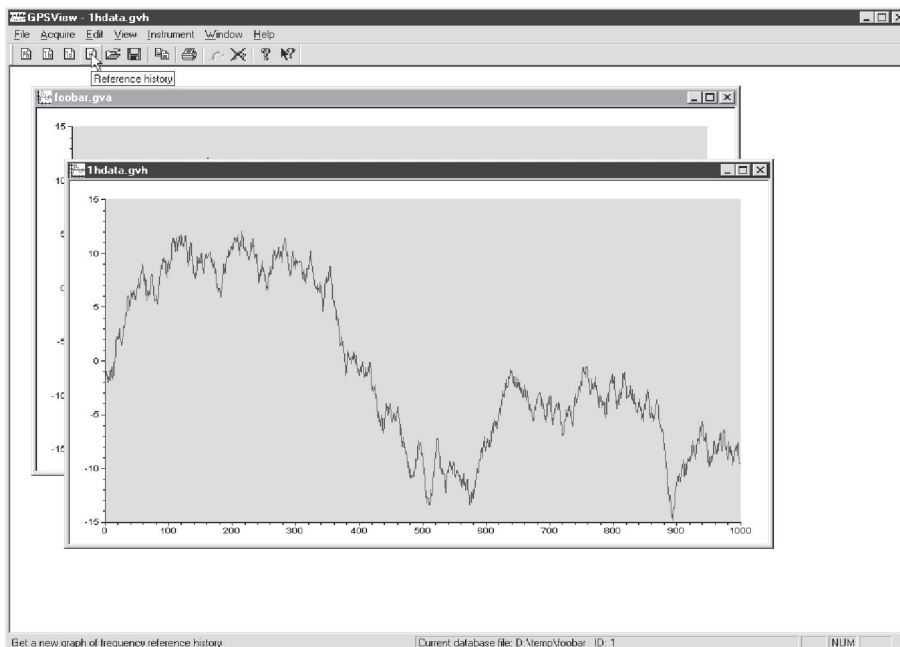 GPSView - 1hdata.gvh
File Acquire Edit View Instrument Window Help
Reference history
foobar.gva
15
10
5
0
-5
-10
-15
1hdata.gvh
15
10
5
0
-5
-10
-15
0 100 200 300 400 500 600 700 800 900 1000
Get a new graph of frequency reference history
Current database file: D:\temp\foobar ID: 1
NUM